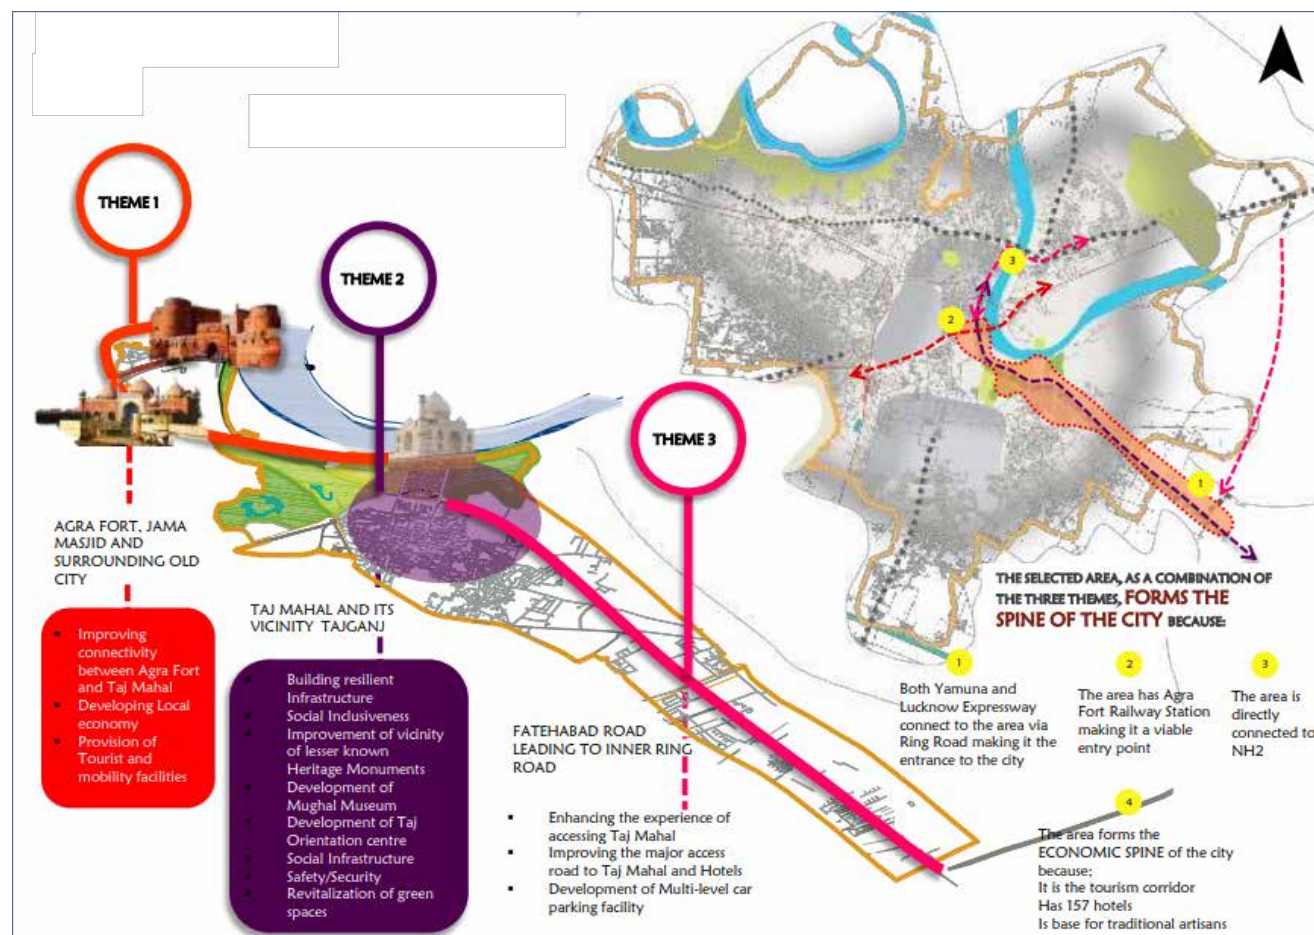 THEME 1
AGRA FORT, JAMA
MASJID AND
SURROUNDING OLD
CITY
▪ Improving
connectivity
between Agra Fort
and Taj Mahal
▪ Developing Local
economy
▪ Provision of
Tourist and
mobility facilities
THEME 2
TAJ MAHAL AND ITS
VICINITY TAJGANJ
▪ Building resilient
Infrastructure
▪ Social Inclusiveness
▪ Improvement of vicinity
of lesser known
Heritage Monuments
▪ Development of
Mughal Museum
▪ Development of Taj
Orientation centre
▪ Social Infrastructure
▪ Safety/Security
▪ Revitalization of green
spaces
THEME 3
FATEHABAD ROAD
LEADING TO INNER RING
ROAD
▪ Enhancing the experience of
accessing Taj Mahal
▪ Improving the major access
road to Taj Mahal and Hotels
▪ Development of Multi-level car
parking facility
3
2
1
THE SELECTED AREA, AS A COMBINATION OF
THE THREE THEMES, FORMS THE
SPINE OF THE CITY BECAUSE:
1
Both Yamuna and
Lucknow Expressway
connect to the area via
Ring Road making it the
entrance to the city
2
The area has Agra
Fort Railway Station
making it a viable
entry point
3
The area is
directly
connected to
NH2
4
The area forms the
ECONOMIC SPINE of the city
because;
It is the tourism corridor
Has 157 hotels
Is base for traditional artisans